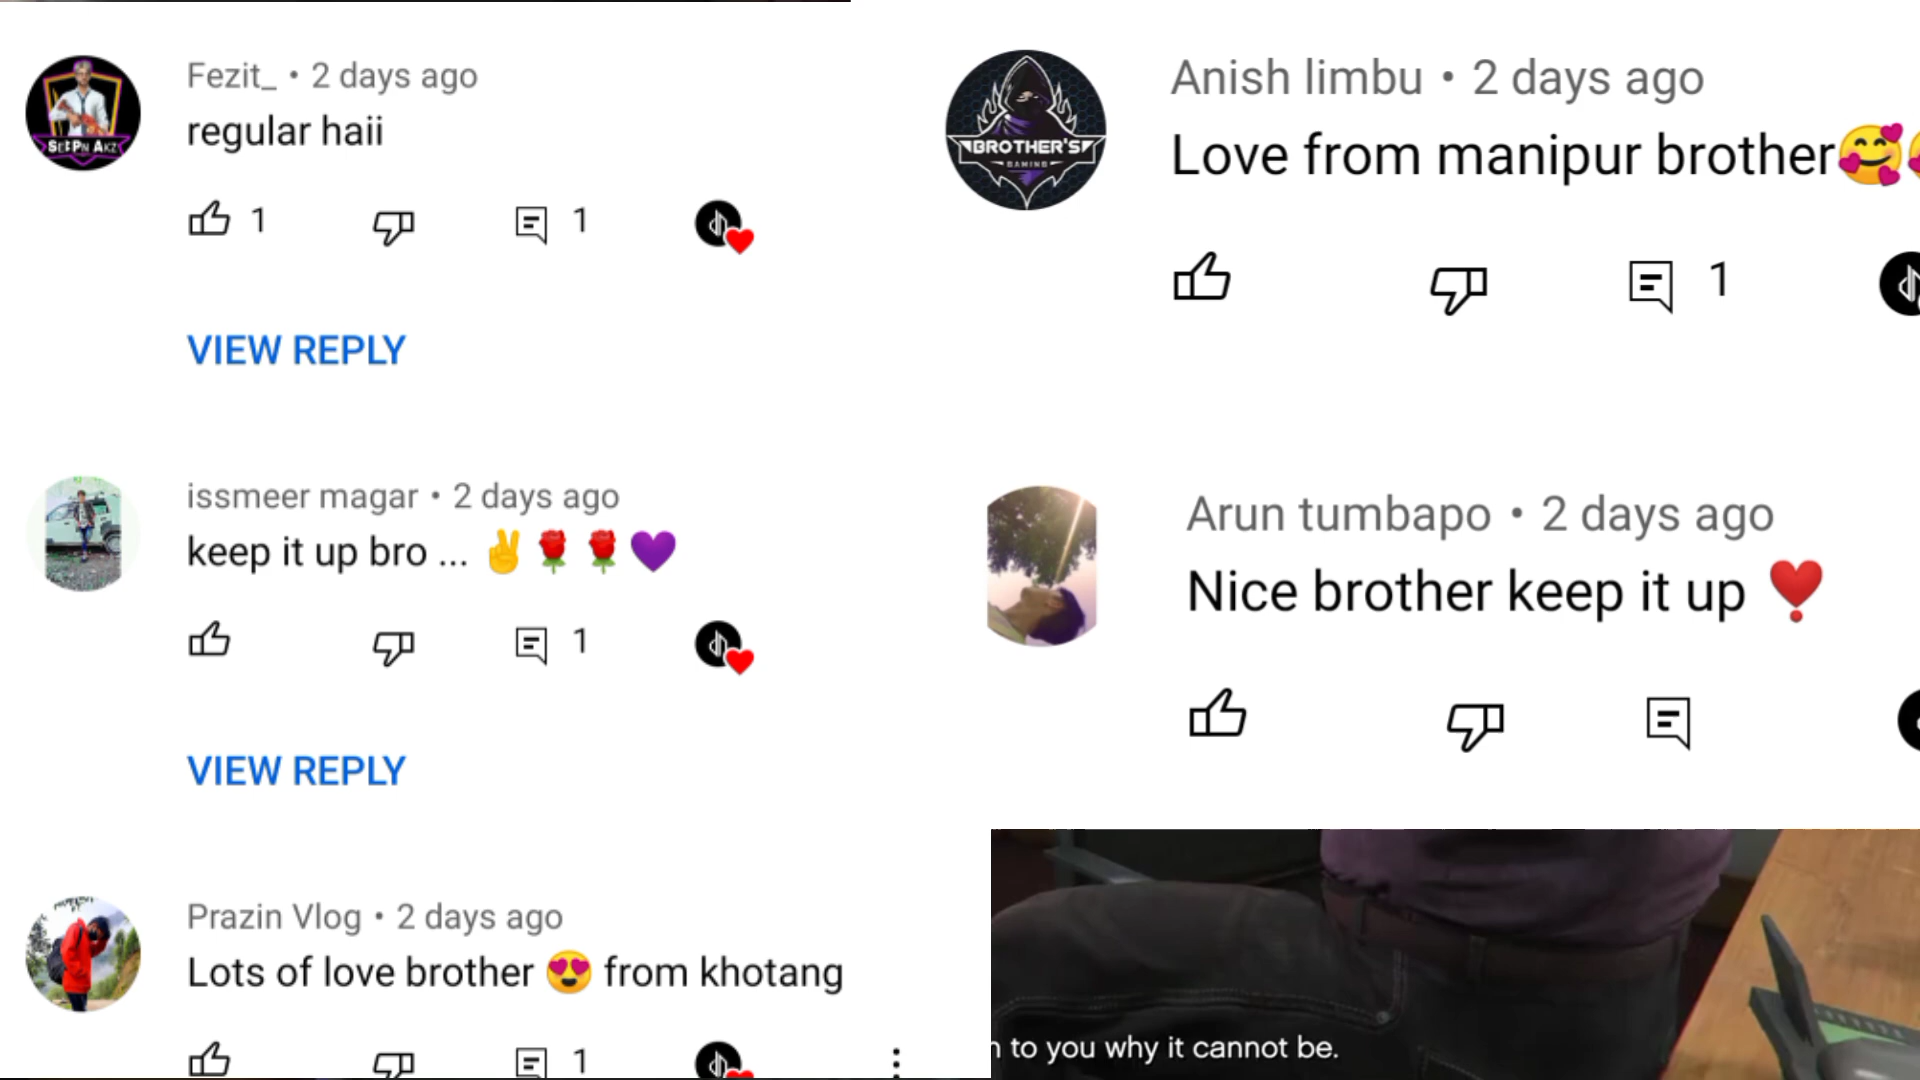 Fezit_ • 2 days ago
regular haii
1
1
VIEW REPLY
issmeer magar • 2 days ago
keep it up bro ... ✌️🌹🌹💜
1
VIEW REPLY
Prazin Vlog • 2 days ago
Lots of love brother 😍 from khotang
1
BROTHER'S
GAMING
Anish limbu • 2 days ago
Love from manipur brother🥰
1
Arun tumbapo • 2 days ago
Nice brother keep it up ❣️
to you why it cannot be.